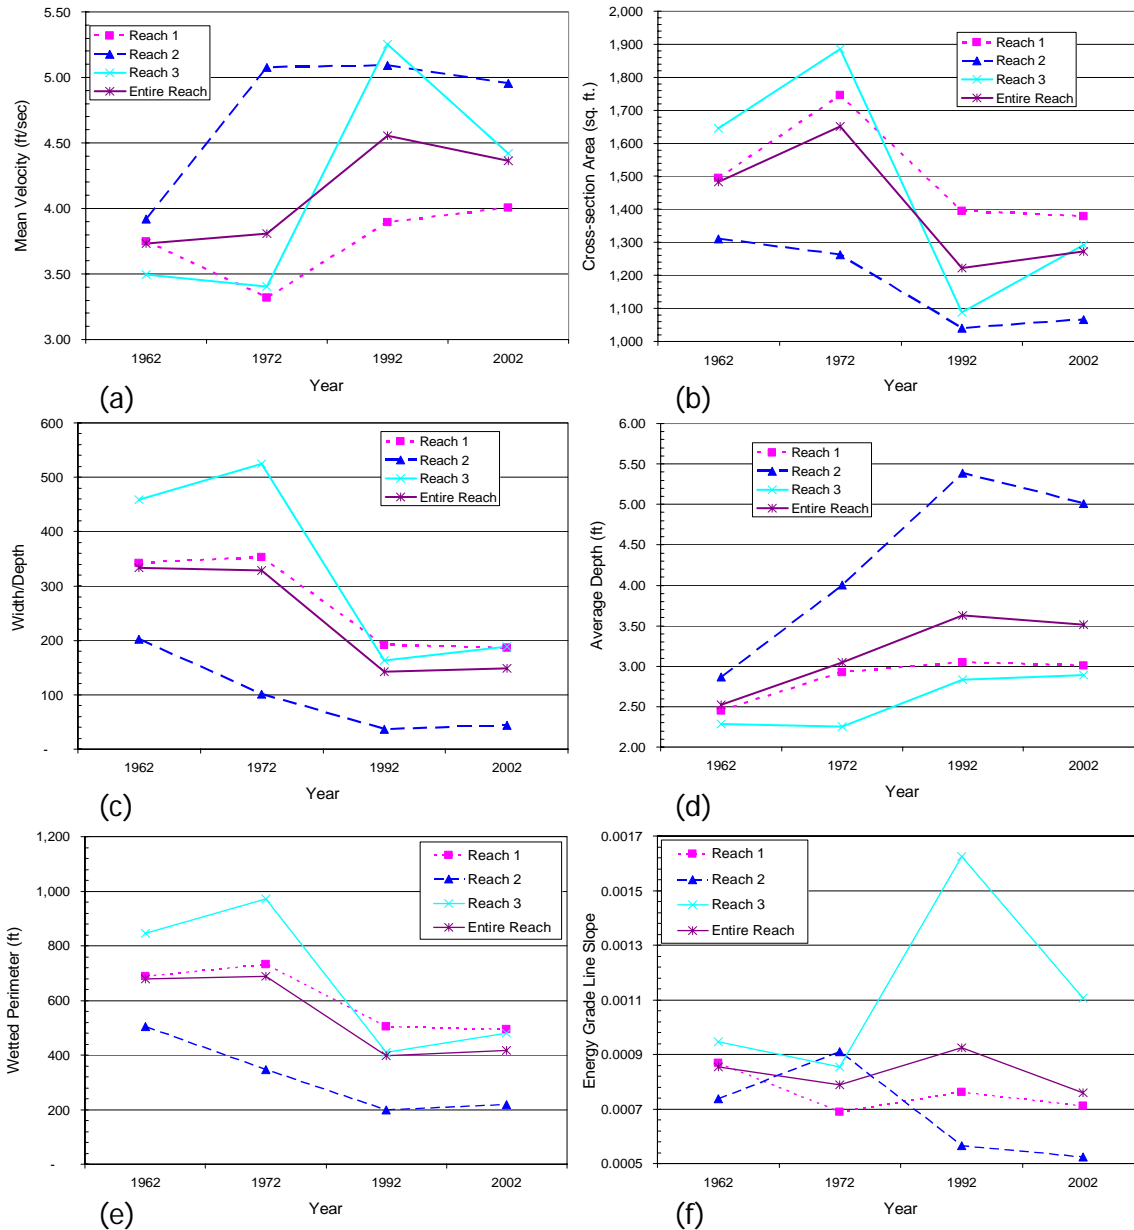 5.50
5.00
4.50
4.00
3.50
3.00
Mean Velocity (ft/sec)
Reach 1
Reach 2
Reach 3
Entire Reach
1962 1972 1992 2002
Year
(a)
2,000
1,900
1,800
1,700
1,600
1,500
1,400
1,300
1,200
1,100
1,000
Cross-section Area (sq. ft.)
Reach 1
Reach 2
Reach 3
Entire Reach
1962 1972 1992 2002
Year
(b)
600
500
400
300
200
100
-
Width/Depth
Reach 1
Reach 2
Reach 3
Entire Reach
1962 1972 1992 2002
Year
(c)
6.00
5.50
5.00
4.50
4.00
3.50
3.00
2.50
2.00
Average Depth (ft)
Reach 1
Reach 2
Reach 3
Entire Reach
1962 1972 1992 2002
Year
(d)
1,200
1,000
800
600
400
200
-
Wetted Perimeter (ft)
Reach 1
Reach 2
Reach 3
Entire Reach
1962 1972 1992 2002
Year
(e)
0.0017
0.0015
0.0013
0.0011
0.0009
0.0007
0.0005
Energy Grade Line Slope
Reach 1
Reach 2
Reach 3
Entire Reach
1962 1972 1992 2002
Year
(f)